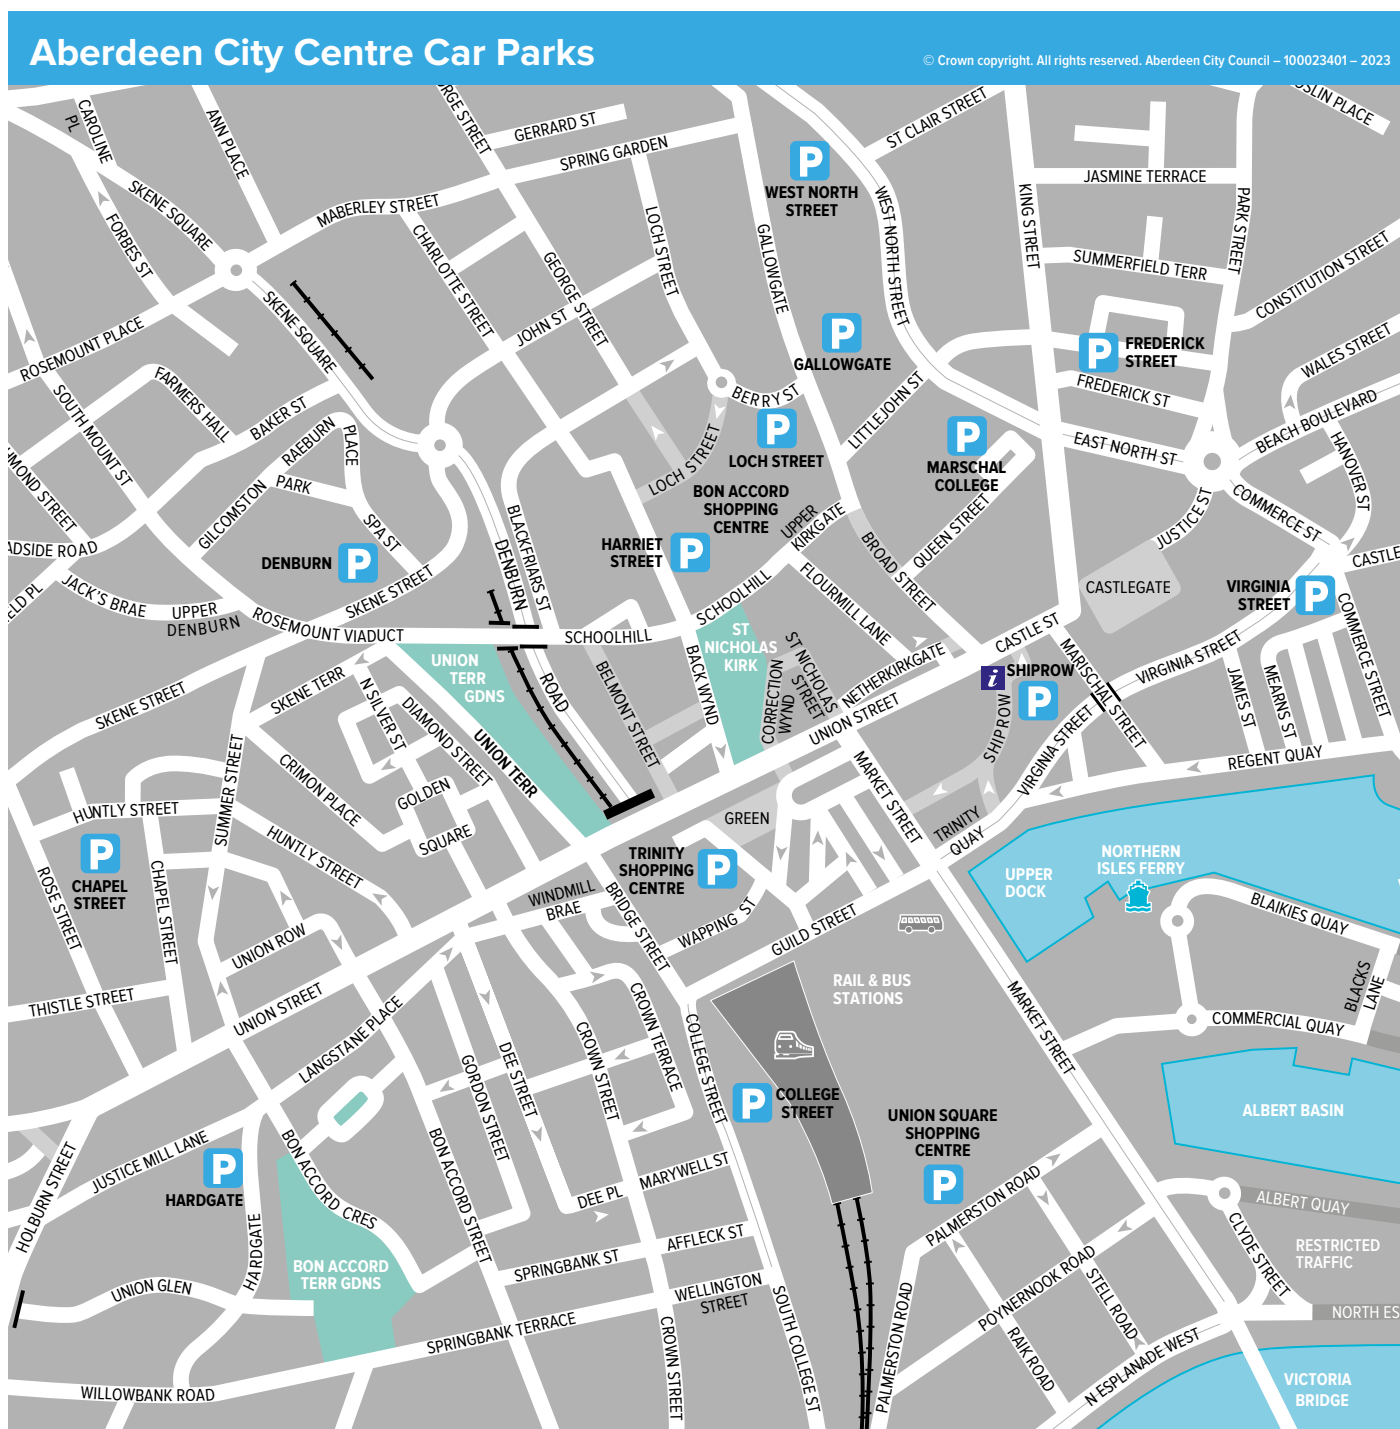 Aberdeen City Centre Car Parks
© Crown copyright. All rights reserved. Aberdeen City Council – 100023401 – 2023
CAROLINE
PL
ANN PLACE
GERRARD ST
SPRING GARDEN
ST CLAIR STREET
P
WEST NORTH
STREET
JASMINE TERRACE
SKENE SQUARE
MABERLEY STREET
FORBES ST
CHARLOTTE STREET
GEORGE STREET
LOCH STREET
GALLOWGATE
WEST NORTH STREET
KING STREET
PARK STREET
SUMMERFIELD TERR
CONSTITUTION STREET
SKENE SQUARE
ROSEMOUNT PLACE
JOHN ST
P
GALLOWGATE
P
FREDERICK
STREET
WALES STREET
FARMERS HALL
SOUTH MOUNT ST
BAKER ST
BERRY ST
LITTLEJOHN ST
FREDERICK ST
BEACH BOULEVARD
RAEBURN
PLACE
P
LOCH STREET
P
MARSCHAL
COLLEGE
EAST NORTH ST
HANOVER ST
LOCH STREET
GILCOMSTON
PARK
SPA ST
BLACKFRIARS ST
BON ACCORD
SHOPPING
CENTRE
UPPER
KIRKGATE
QUEEN STREET
BROAD STREET
JUSTICE ST
COMMERCE ST
DENBURN
P
DENBURN
ROAD
HARRIET
STREET
P
CASTLEGATE
CASTLE
VIRGINIA
STREET
P
COMMERCE STREET
JACK'S BRAE
UPPER
DENBURN
SKENE STREET
ROSEMOUNT VIADUCT
SCHOOLHILL
SCHOOLHILL
FLOURMILL LANE
CASTLE ST
ST
NICHOLAS
KIRK
UNION
TERR
GDNS
BACK WYND
CORRECTION
WYND
ST NICHOLAS
STREET
NETHERKIRKGATE
i
SHIPROW
P
MARISCHAL STREET
VIRGINIA STREET
JAMES ST
MEARNS ST
SKENE STREET
SKENE TERR
N SILVER ST
DIAMOND STREET
UNION TERR
BELMONT STREET
UNION STREET
SHIPROW
VIRGINIA STREET
REGENT QUAY
SUMMER STREET
CRIMON PLACE
GOLDEN
SQUARE
MARKET STREET
GREEN
TRINITY
QUAY
HUNTLY STREET
HUNTLY STREET
P
CHAPEL
STREET
ROSE STREET
CHAPEL STREET
TRINITY
SHOPPING
CENTRE
P
WINDMILL
BRAE
BRIDGE STREET
WAPPING ST
GUILD STREET
UPPER
DOCK
NORTHERN
ISLES FERRY
BLAIKIES QUAY
UNION ROW
THISTLE STREET
UNION STREET
LANGSTANE PLACE
RAIL & BUS
STATIONS
BLACKS
LANE
COMMERCIAL QUAY
MARKET STREET
CROWN TERRACE
CROWN STREET
COLLEGE STREET
DEE STREET
GORDON STREET
P
COLLEGE
STREET
UNION SQUARE
SHOPPING
CENTRE
P
ALBERT BASIN
JUSTICE MILL LANE
P
HARDGATE
HOLBURN STREET
BON ACCORD CRES
BON ACCORD STREET
MARYWELL ST
DEE PL
PALMERSTON ROAD
ALBERT QUAY
CLYDE STREET
RESTRICTED
TRAFFIC
HARDGATE
AFFLECK ST
SPRINGBANK ST
BON ACCORD
TERR GDNS
UNION GLEN
WELLINGTON
STREET
SOUTH COLLEGE ST
PALMERSTON ROAD
POYNERNOOK ROAD
STELL ROAD
RAIK ROAD
NORTH ES
SPRINGBANK TERRACE
CROWN STREET
N ESPLANADE WEST
WILLOWBANK ROAD
VICTORIA
BRIDGE